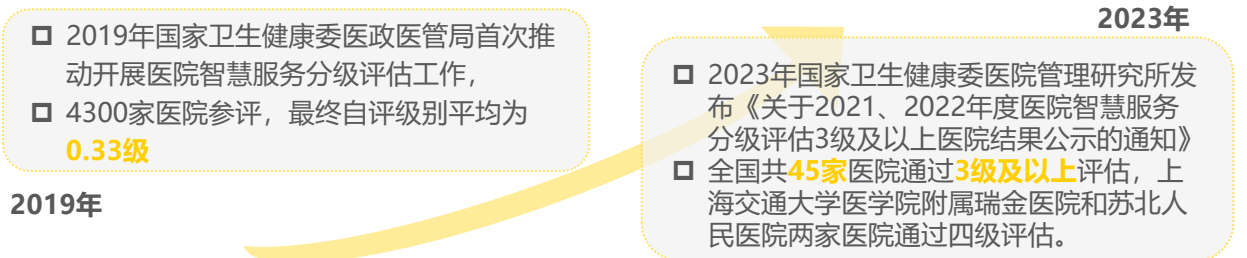 2019年国家卫生健康委医政医管局首次推
动开展医院智慧服务分级评估工作，
4300家医院参评，最终自评级别平均为
0.33级
2019年
2023年
2023年国家卫生健康委医院管理研究所发
布《关于2021、2022年度医院智慧服务
分级评估3级及以上医院结果公示的通知》
全国共45家医院通过3级及以上评估，上
海交通大学医学院附属瑞金医院和苏北人
民医院两家医院通过四级评估。